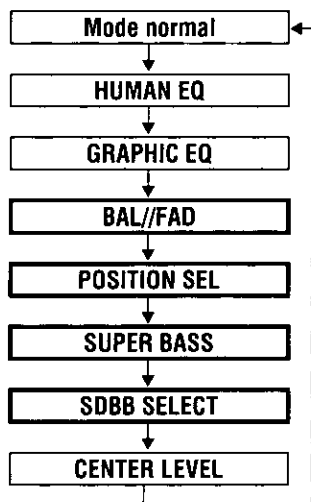 Mode normal
HUMAN EQ
GRAPHIC EQ
BAL//FAD
POSITION SEL
SUPER BASS
SDBB SELECT
CENTER LEVEL